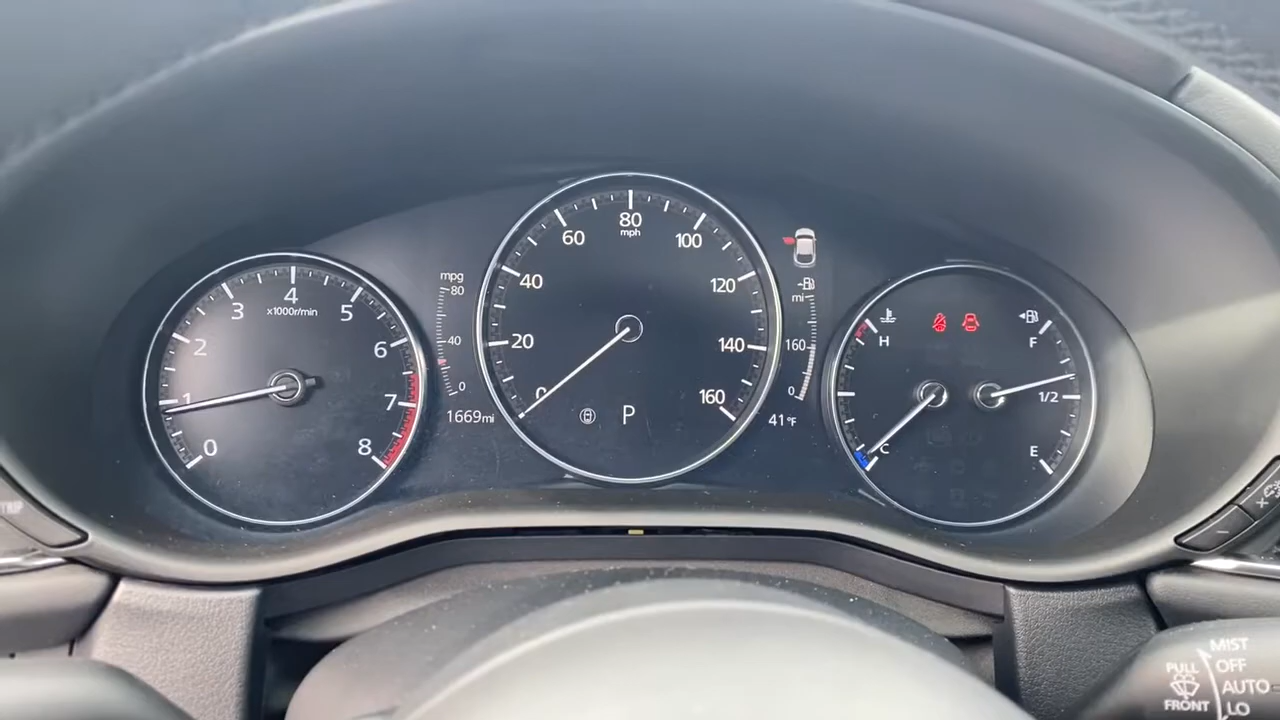 0
1
2
3
4
x1000r/min
5
6
7
8
mpg
80
40
0
1669mi
0
20
40
60
80
mph
100
120
140
160
P
mi
160
0
41°F
H
C
F
1/2
E
TRIP
MIST
OFF
AUTO
LO
PULL
FRONT